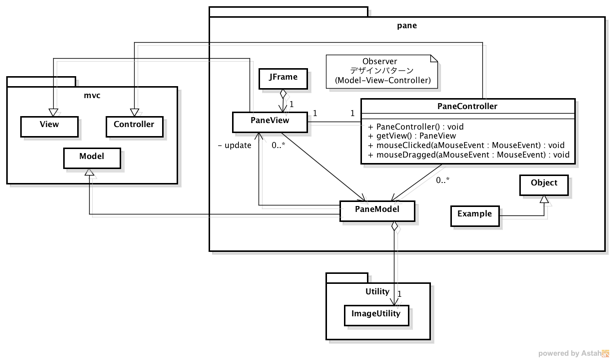 pane
Observer
デザインパターン
(Model-View-Controller)
JFrame
1
mvc
View
Controller
Model
PaneView
1
1
PaneController
+ PaneController() : void
+ getView() : PaneView
+ mouseClicked(aMouseEvent : MouseEvent) : void
+ mouseDragged(aMouseEvent : MouseEvent) : void
- update
0..*
0..*
Object
PaneModel
Example
Utility
1
ImageUtility
powered by Astah